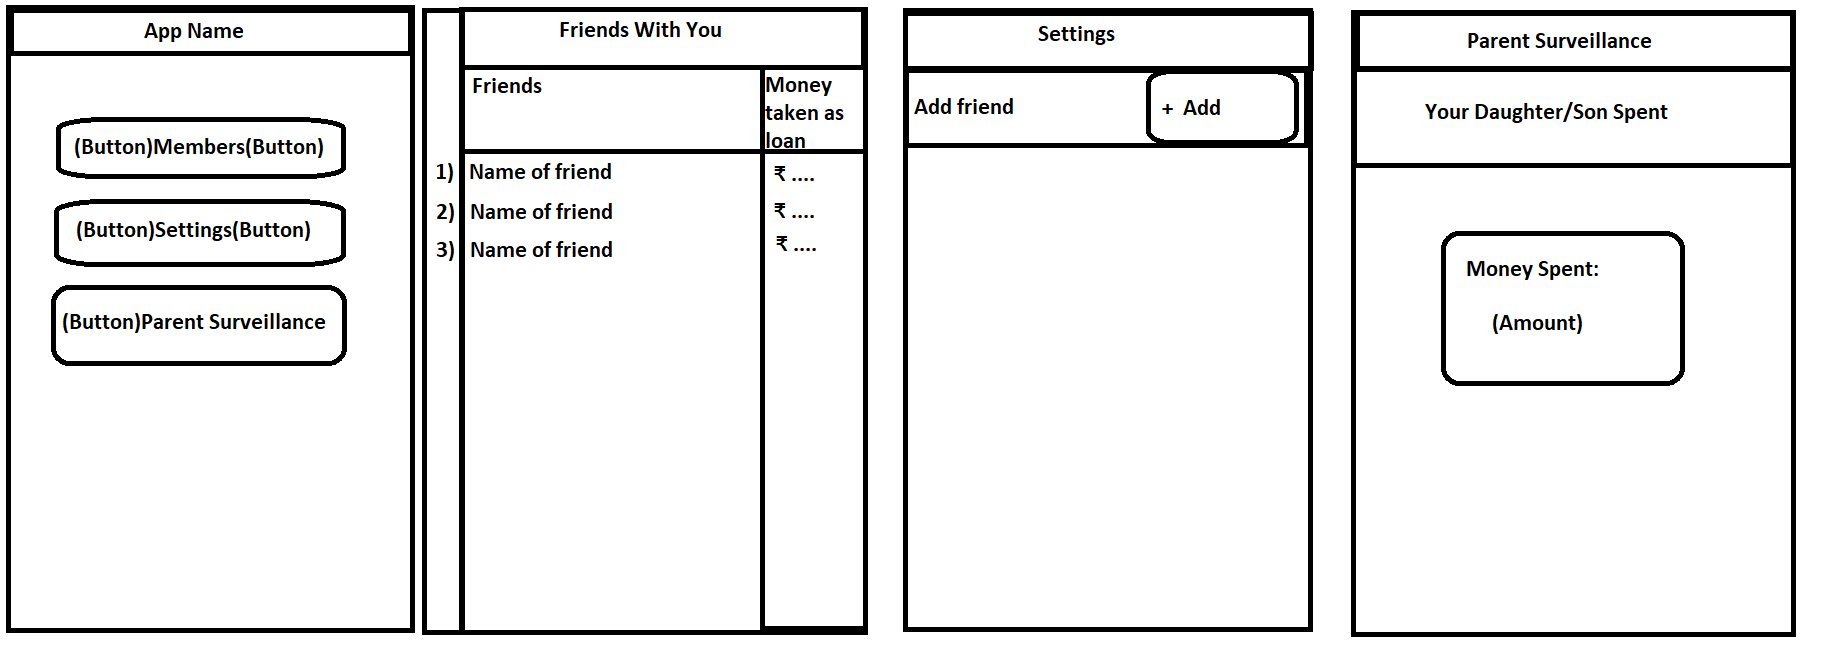 App Name
(Button)Members(Button)
(Button)Settings(Button)
(Button)Parent Surveillance
Friends With You
Friends
Money
taken as
loan
1) Name of friend ₹ ....
2) Name of friend ₹ ....
3) Name of friend ₹ ....
Settings
Add friend
+ Add
Parent Surveillance
Your Daughter/Son Spent
Money Spent:
(Amount)